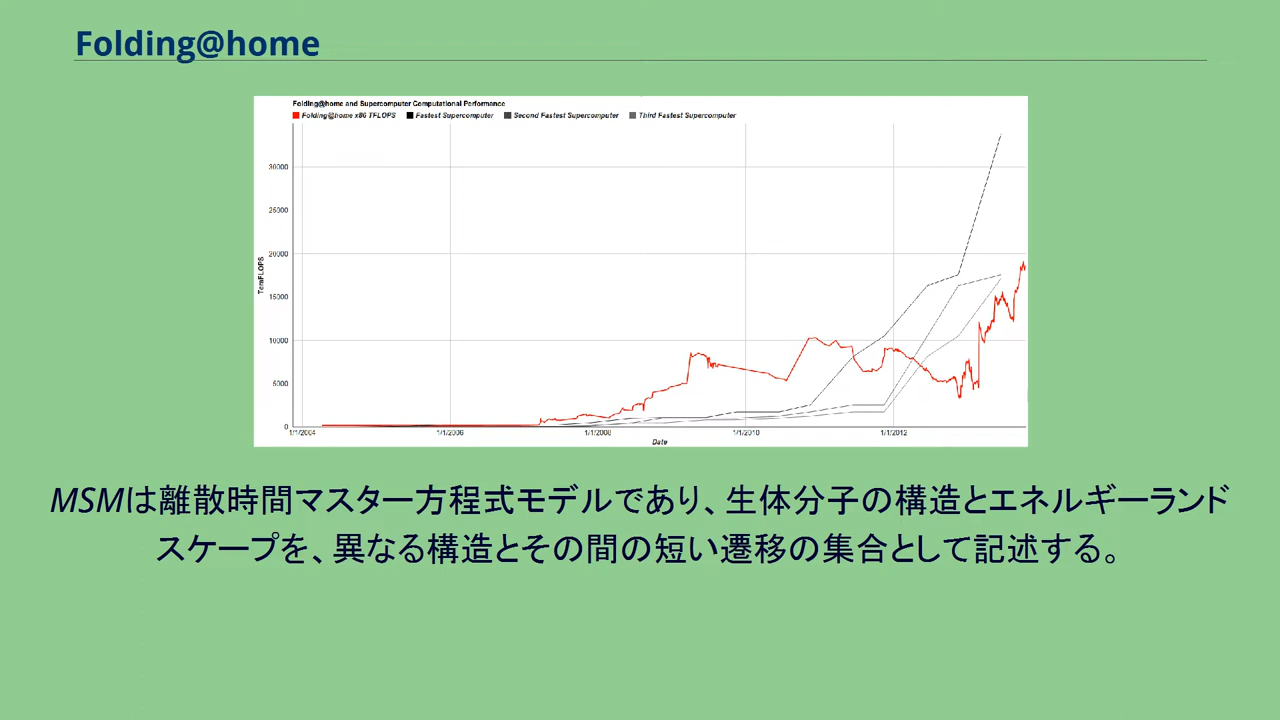 Folding@home
Folding@home and Supercomputer Computational Performance
Folding@home x86 TFLOPS Fastest Supercomputer Second Fastest Supercomputer Third Fastest Supercomputer
30000
25000
20000
15000
10000
5000
0
TeraFLOPS
1/1/2004 1/1/2006 1/1/2008 1/1/2010 1/1/2012
Date
MSMは離散時間マスター方程式モデルであり、生体分子の構造とエネルギーランド
スケープを、異なる構造とその間の短い遷移の集合として記述する。